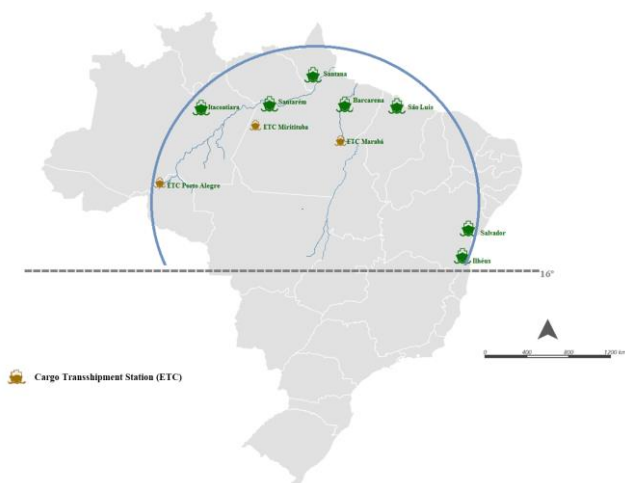 Santana
Itacoatiara
Santarém
Barcarena
São Luís
ETC Miritituba
ETC Marabá
ETC Porto Alegre
Salvador
Ilhéus
16°
0 400 800 1200 km
Cargo Transshipment Station (ETC)